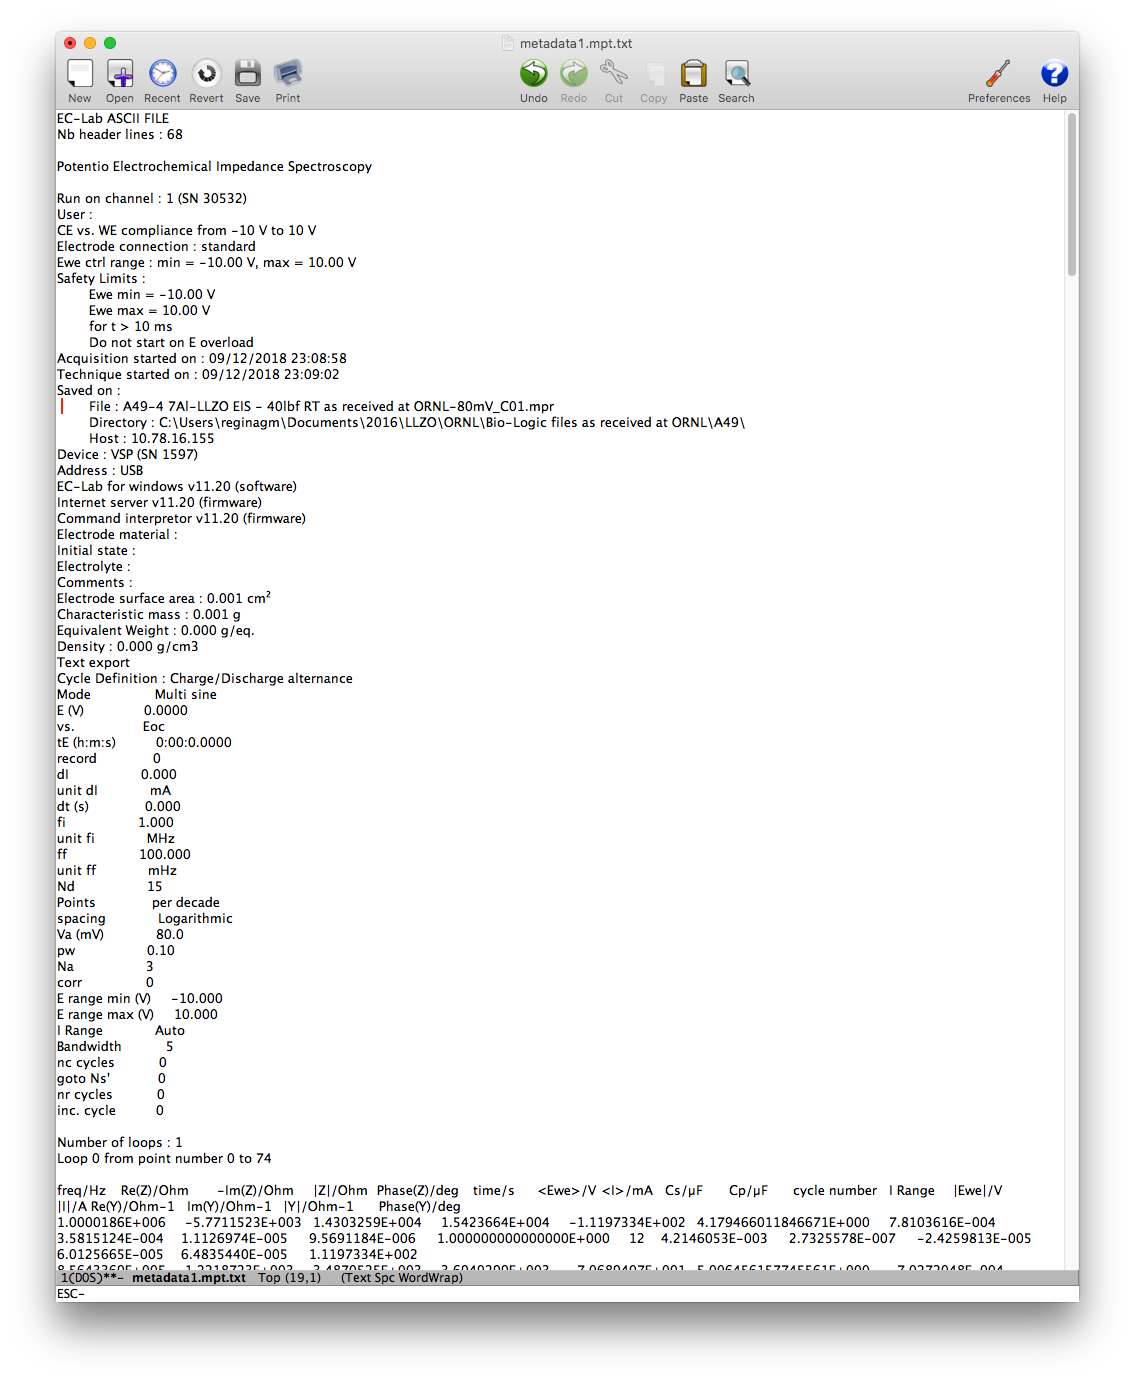 metadata1.mpt.txt
New Open Recent Revert Save Print Undo Redo Cut Copy Paste Search Preferences Help
EC-Lab ASCII FILE
Nb header lines : 68
Potentio Electrochemical Impedance Spectroscopy
Run on channel : 1 (SN 30532)
User :
CE vs. WE compliance from -10 V to 10 V
Electrode connection : standard
Ewe ctrl range : min = -10.00 V, max = 10.00 V
Safety Limits :
Ewe min = -10.00 V
Ewe max = 10.00 V
for t > 10 ms
Do not start on E overload
Acquisition started on : 09/12/2018 23:08:58
Technique started on : 09/12/2018 23:09:02
Saved on :
File : A49-4 7Al-LLZO EIS - 40lbf RT as received at ORNL-80mV_C01.mpr
Directory : C:\Users\reginagm\Documents\2016\LLZO\ORNL\Bio-Logic files as received at ORNL\A49\
Host : 10.78.16.155
Device : VSP (SN 1597)
Address : USB
EC-Lab for windows v11.20 (software)
Internet server v11.20 (firmware)
Command interpretor v11.20 (firmware)
Electrode material :
Initial state :
Electrolyte :
Comments :
Electrode surface area : 0.001 cm²
Characteristic mass : 0.001 g
Equivalent Weight : 0.000 g/eq.
Density : 0.000 g/cm3
Text export
Cycle Definition : Charge/Discharge alternance
Mode Multi sine
E (V) 0.0000
vs. Eoc
tE (h:m:s) 0:00:0.0000
record 0
dI 0.000
unit dI mA
dt (s) 0.000
fi 1.000
unit fi MHz
ff 100.000
unit ff mHz
Nd 15
Points per decade
spacing Logarithmic
Va (mV) 80.0
pw 0.10
Na 3
corr 0
E range min (V) -10.000
E range max (V) 10.000
I Range Auto
Bandwidth 5
nc cycles 0
goto Ns' 0
nr cycles 0
inc. cycle 0
Number of loops : 1
Loop 0 from point number 0 to 74
freq/Hz Re(Z)/Ohm -Im(Z)/Ohm |Z|/Ohm Phase(Z)/deg time/s <Ewe>/V <I>/mA Cs/µF Cp/µF cycle number I Range |Ewe|/V
|I|/A Re(Y)/Ohm-1 Im(Y)/Ohm-1 |Y|/Ohm-1 Phase(Y)/deg
1.0000186E+006 -5.7711523E+003 1.4303259E+004 1.5423664E+004 -1.1197334E+002 4.179466011846671E+000 7.8103616E-004
3.5815124E-004 1.1126974E-005 9.5691184E-006 1.000000000000000E+000 12 4.2146053E-003 2.7325578E-007 -2.4259813E-005
6.0125665E-005 6.4835440E-005 1.1197334E+002
1(DOS)**- metadata1.mpt.txt Top (19,1) (Text Spc WordWrap)
ESC-